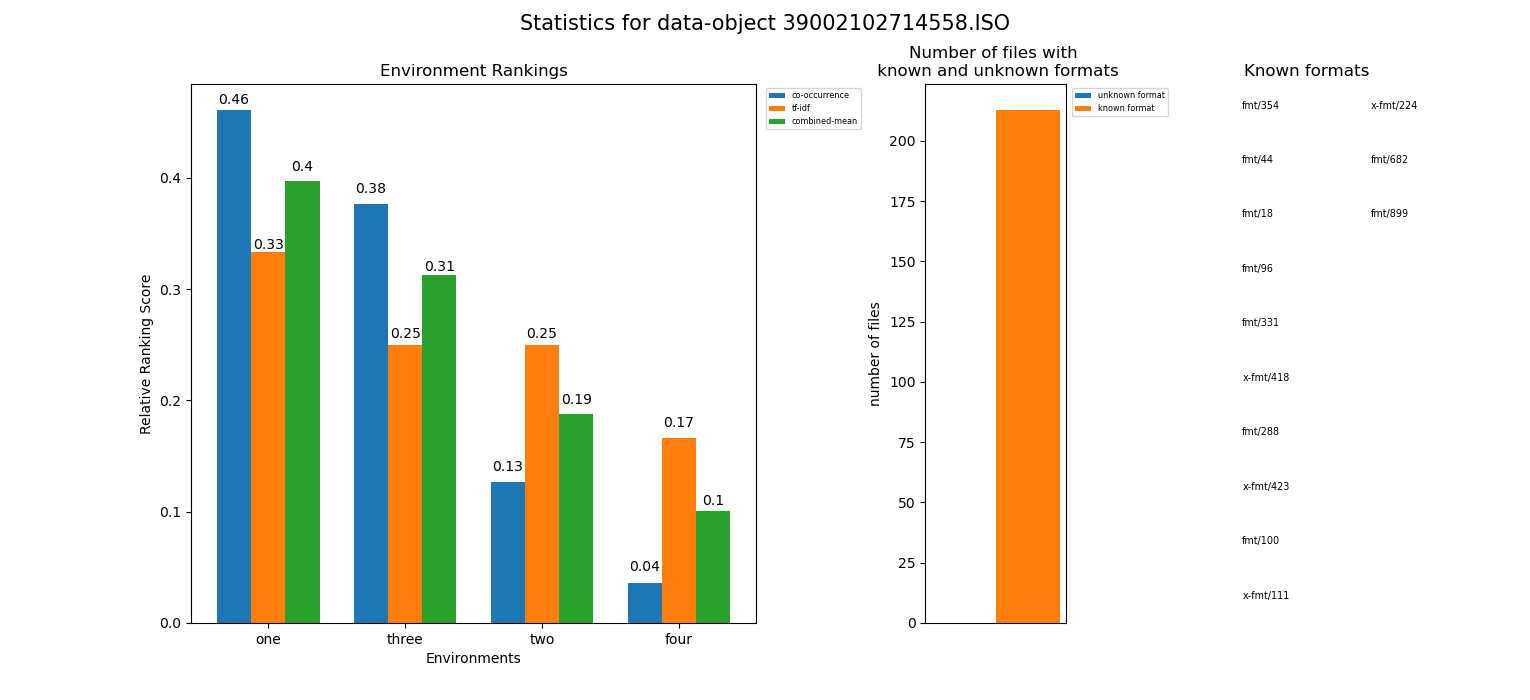 Statistics for data-object 39002102714558.ISO
Environment Rankings
0.46
0.33
0.4
0.38
0.25
0.31
0.13
0.25
0.19
0.04
0.17
0.1
0.4
0.3
0.2
0.1
0.0
Relative Ranking Score
one three two four
Environments
co-occurrence
tf-idf
combined-mean
Number of files with
known and unknown formats
200
175
150
125
100
75
50
25
0
number of files
unknown format
known format
Known formats
fmt/354 x-fmt/224
fmt/44 fmt/682
fmt/18 fmt/899
fmt/96
fmt/331
x-fmt/418
fmt/288
x-fmt/423
fmt/100
x-fmt/111